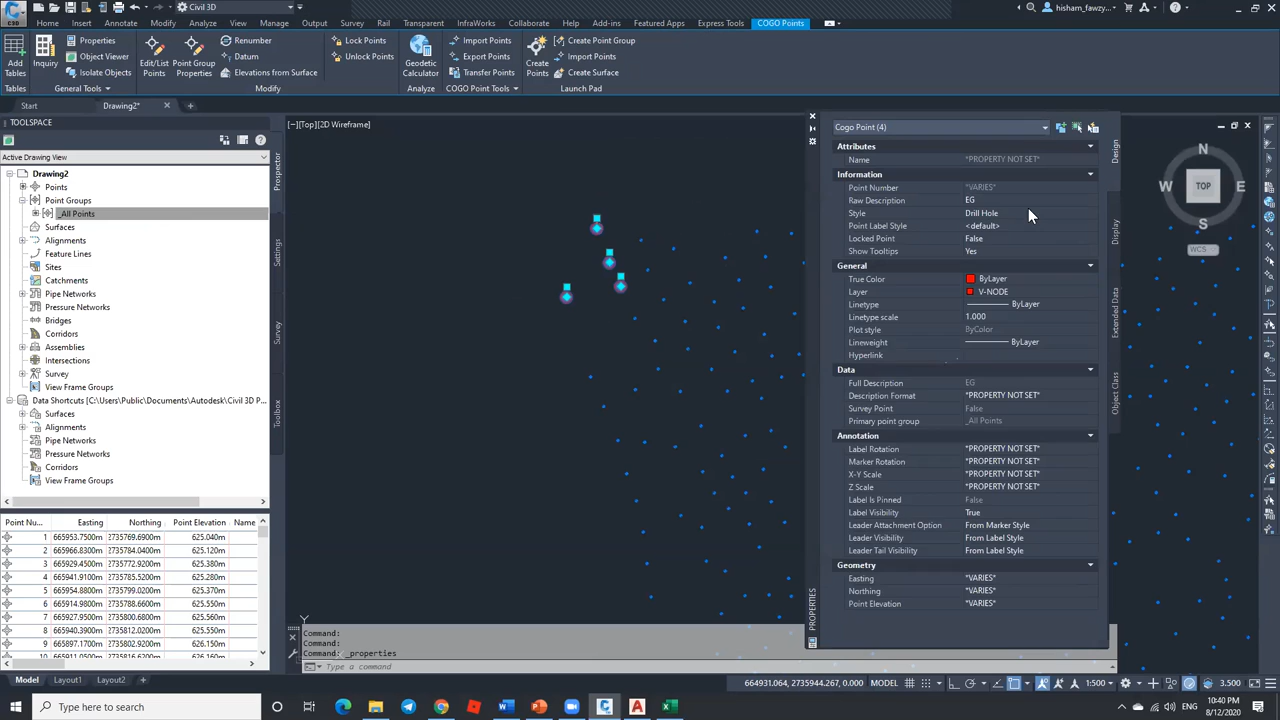 Civil 3D
hisham_fawzy...
C3D
Home Insert Annotate Modify Analyze View Manage Output Survey Rail Transparent InfraWorks Collaborate Help Add-ins Featured Apps Express Tools COGO Points
Add
Tables
Inquiry
Properties
Object Viewer
Isolate Objects
Edit/List
Points
Point Group
Properties
Renumber
Datum
Elevations from Surface
Lock Points
Unlock Points
Geodetic
Calculator
Import Points
Export Points
Transfer Points
Create
Points
Create Point Group
Import Points
Create Surface
Tables General Tools Modify Analyze COGO Point Tools Launch Pad
Start Drawing2*
TOOLSPACE
Active Drawing View
Drawing2
Points
Point Groups
_All Points
Surfaces
Alignments
Feature Lines
Sites
Catchments
Pipe Networks
Pressure Networks
Bridges
Corridors
Assemblies
Intersections
Survey
View Frame Groups
Data Shortcuts [C:\Users\Public\Documents\Autodesk\Civil 3D P...
Surfaces
Alignments
Pipe Networks
Pressure Networks
Corridors
View Frame Groups
Prospector
Settings
Survey
Toolbox
Point Nu... Easting Northing Point Elevation Name
1 665953.7500m 2735769.6900m 625.040m
2 665966.8300m 2735784.0400m 625.120m
3 665929.4500m 2735772.9200m 625.380m
4 665941.9100m 2735785.5200m 625.280m
5 665954.8800m 2735799.0200m 625.370m
6 665914.9800m 2735788.6600m 625.550m
7 665927.9500m 2735800.6800m 625.560m
8 665940.3900m 2735812.0200m 625.560m
9 665897.1700m 2735802.9200m 626.150m
[−][Top][2D Wireframe]
Cogo Point (4)
Attributes
Name *PROPERTY NOT SET*
Information
Point Number *VARIES*
Raw Description EG
Style Drill Hole
Point Label Style <default>
Locked Point False
Show Tooltips Yes
General
True Color ByLayer
Layer V-NODE
Linetype ByLayer
Linetype scale 1.000
Plot style ByColor
Lineweight ByLayer
Hyperlink
Data
Full Description EG
Description Format *PROPERTY NOT SET*
Survey Point False
Primary point group _All Points
Annotation
Label Rotation *PROPERTY NOT SET*
Marker Rotation *PROPERTY NOT SET*
X-Y Scale *PROPERTY NOT SET*
Z Scale *PROPERTY NOT SET*
Label Is Pinned False
Label Visibility True
Leader Attachment Option From Marker Style
Leader Visibility From Label Style
Leader Tail Visibility From Label Style
Geometry
Easting *VARIES*
Northing *VARIES*
Point Elevation *VARIES*
PROPERTIES
Design
Display
Extended Data
Object Class
N
W TOP E
S
WCS
Y
Command:
Command:
Command: _properties
Type a command
Model Layout1 Layout2
664931.064, 2735944.267, 0.000 MODEL 1:500 3.500
Type here to search
ENG
10:40 PM
8/12/2020